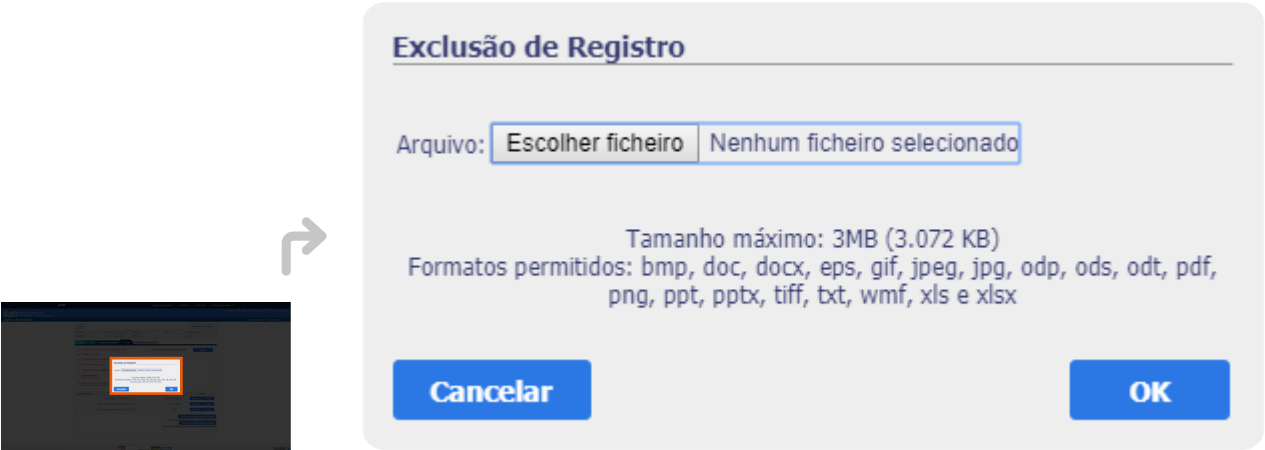 Exclusão de Registro
Arquivo: Escolher ficheiro Nenhum ficheiro selecionado
Tamanho máximo: 3MB (3.072 KB)
Formatos permitidos: bmp, doc, docx, eps, gif, jpeg, jpg, odp, ods, odt, pdf,
png, ppt, pptx, tiff, txt, wmf, xls e xlsx
Cancelar OK